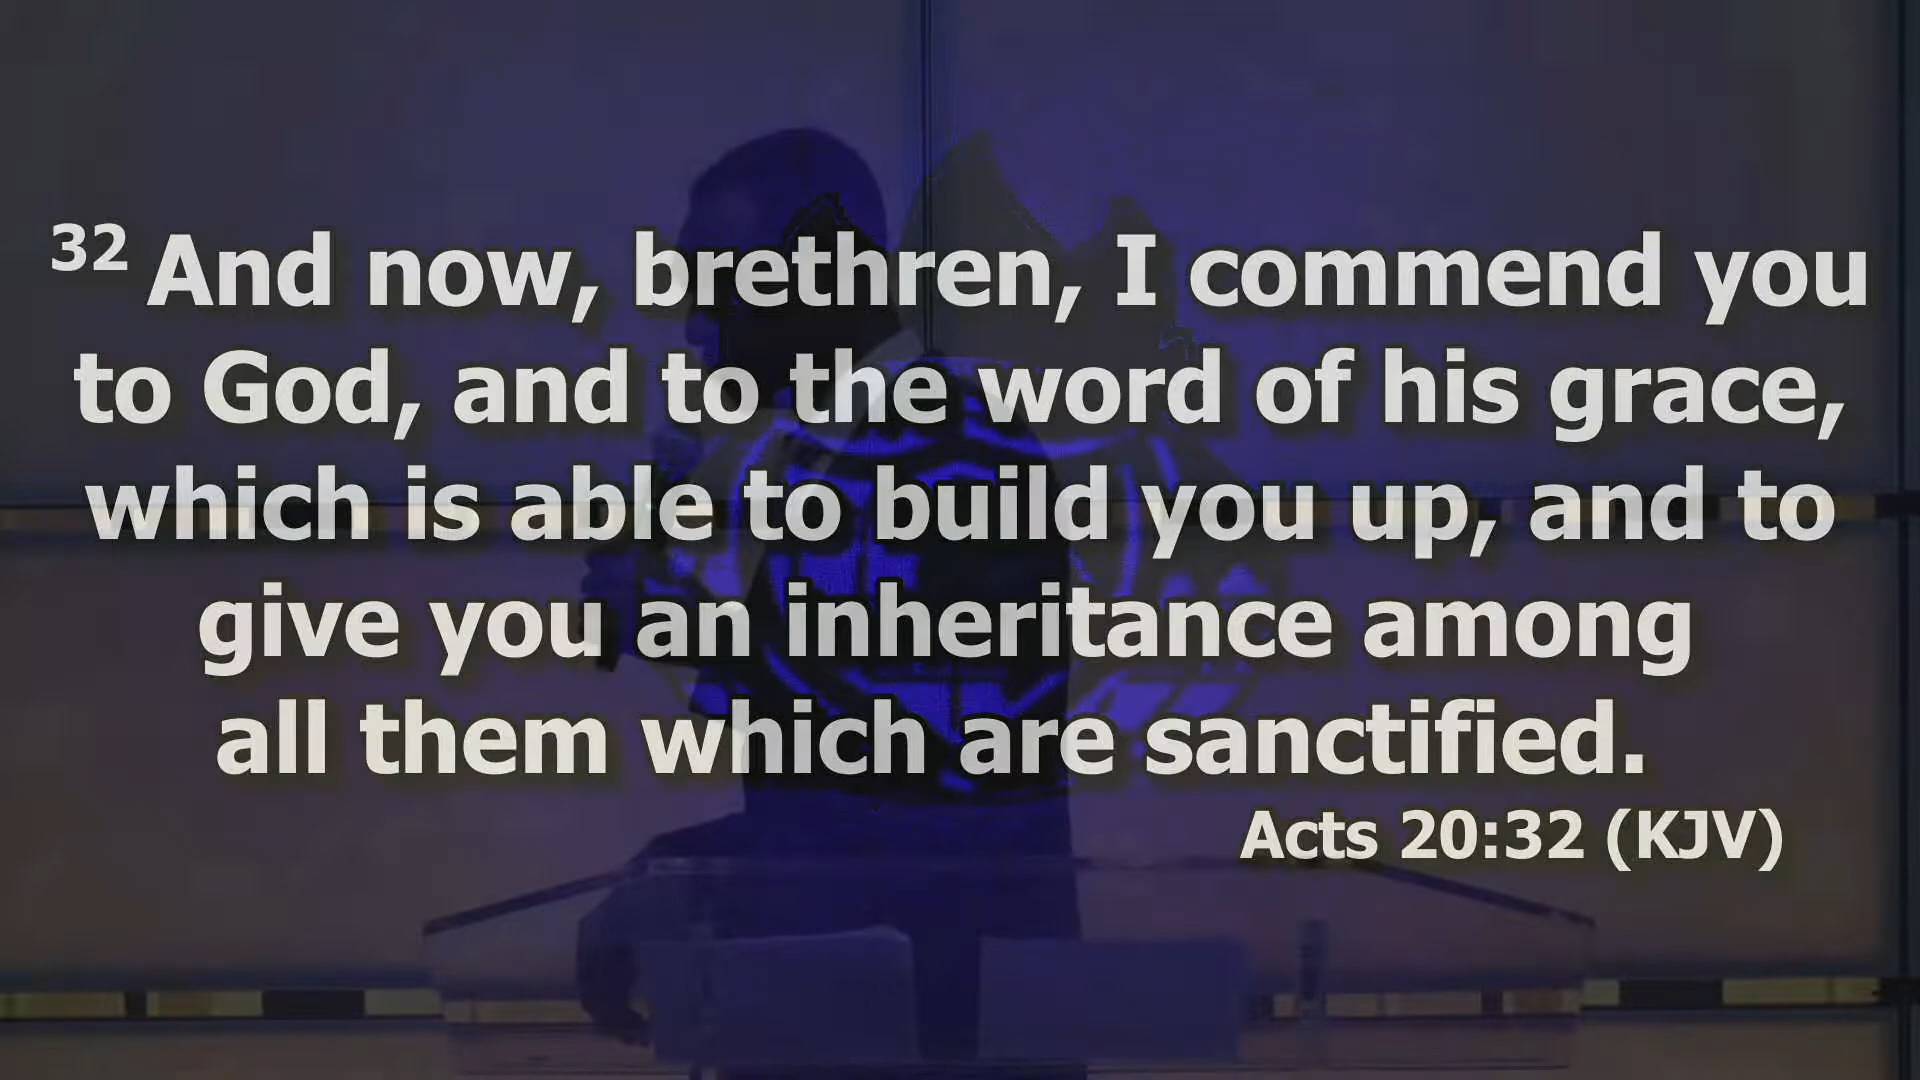 32 And now, brethren, I commend you
to God, and to the word of his grace,
which is able to build you up, and to
give you an inheritance among
all them which are sanctified.
Acts 20:32 (KJV)